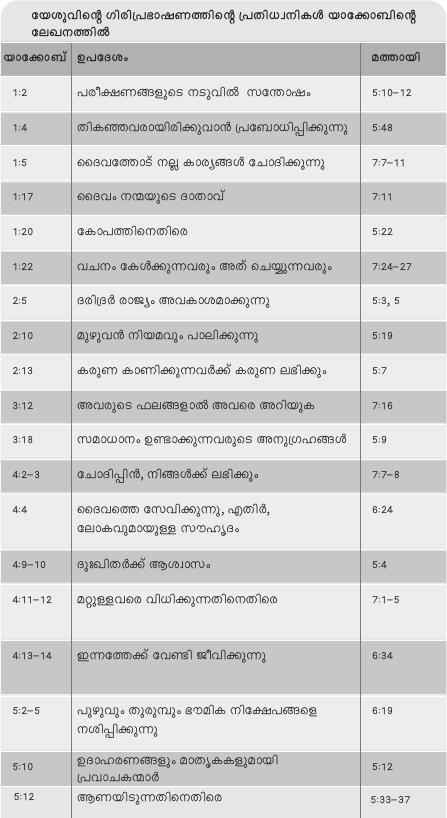 യേശുവിന്റെ ഗിരിപ്രഭാഷണത്തിന്റെ പ്രതിധ്വനികൾ യാക്കോബിന്റെ
ലേഖനത്തിൽ
യാക്കോബ് ഉപദേശം മത്തായി
1:2 പരീക്ഷണങ്ങളുടെ നടുവിൽ സന്തോഷം 5:10–12
1:4 തികഞ്ഞവരായിരിക്കുവാൻ പ്രബോധിപ്പിക്കുന്നു 5:48
1:5 ദൈവത്തോട് നല്ല കാര്യങ്ങൾ ചോദിക്കുന്നു 7:7–11
1:17 ദൈവം നന്മയുടെ ദാതാവ് 7:11
1:20 കോപത്തിനെതിരെ 5:22
1:22 വചനം കേൾക്കുന്നവരും അത് ചെയ്യുന്നവരും 7:24–27
2:5 ദരിദ്രർ രാജ്യം അവകാശമാക്കുന്നു 5:3, 5
2:10 മുഴുവൻ നിയമവും പാലിക്കുന്നു 5:19
2:13 കരുണ കാണിക്കുന്നവർക്ക് കരുണ ലഭിക്കും 5:7
3:12 അവരുടെ ഫലങ്ങളാൽ അവരെ അറിയുക 7:16
3:18 സമാധാനം ഉണ്ടാക്കുന്നവരുടെ അനുഗ്രഹങ്ങൾ 5:9
4:2–3 ചോദിപ്പിൻ, നിങ്ങൾക്ക് ലഭിക്കും 7:7–8
4:4 ദൈവത്തെ സേവിക്കുന്നു, എതിർ, 6:24
ലോകവുമായുള്ള സൗഹൃദം
4:9–10 ദുഃഖിതർക്ക് ആശ്വാസം 5:4
4:11–12 മറ്റുള്ളവരെ വിധിക്കുന്നതിനെതിരെ 7:1–5
4:13–14 ഇന്നത്തേക്ക് വേണ്ടി ജീവിക്കുന്നു 6:34
5:2–5 പുഴുവും തുരുമ്പും ഭൗമിക നിക്ഷേപങ്ങളെ 6:19
നശിപ്പിക്കുന്നു
5:10 ഉദാഹരണങ്ങളും മാതൃകകളുമായി 5:12
പ്രവാചകന്മാർ
5:12 ആണയിടുന്നതിനെതിരെ 5:33–37